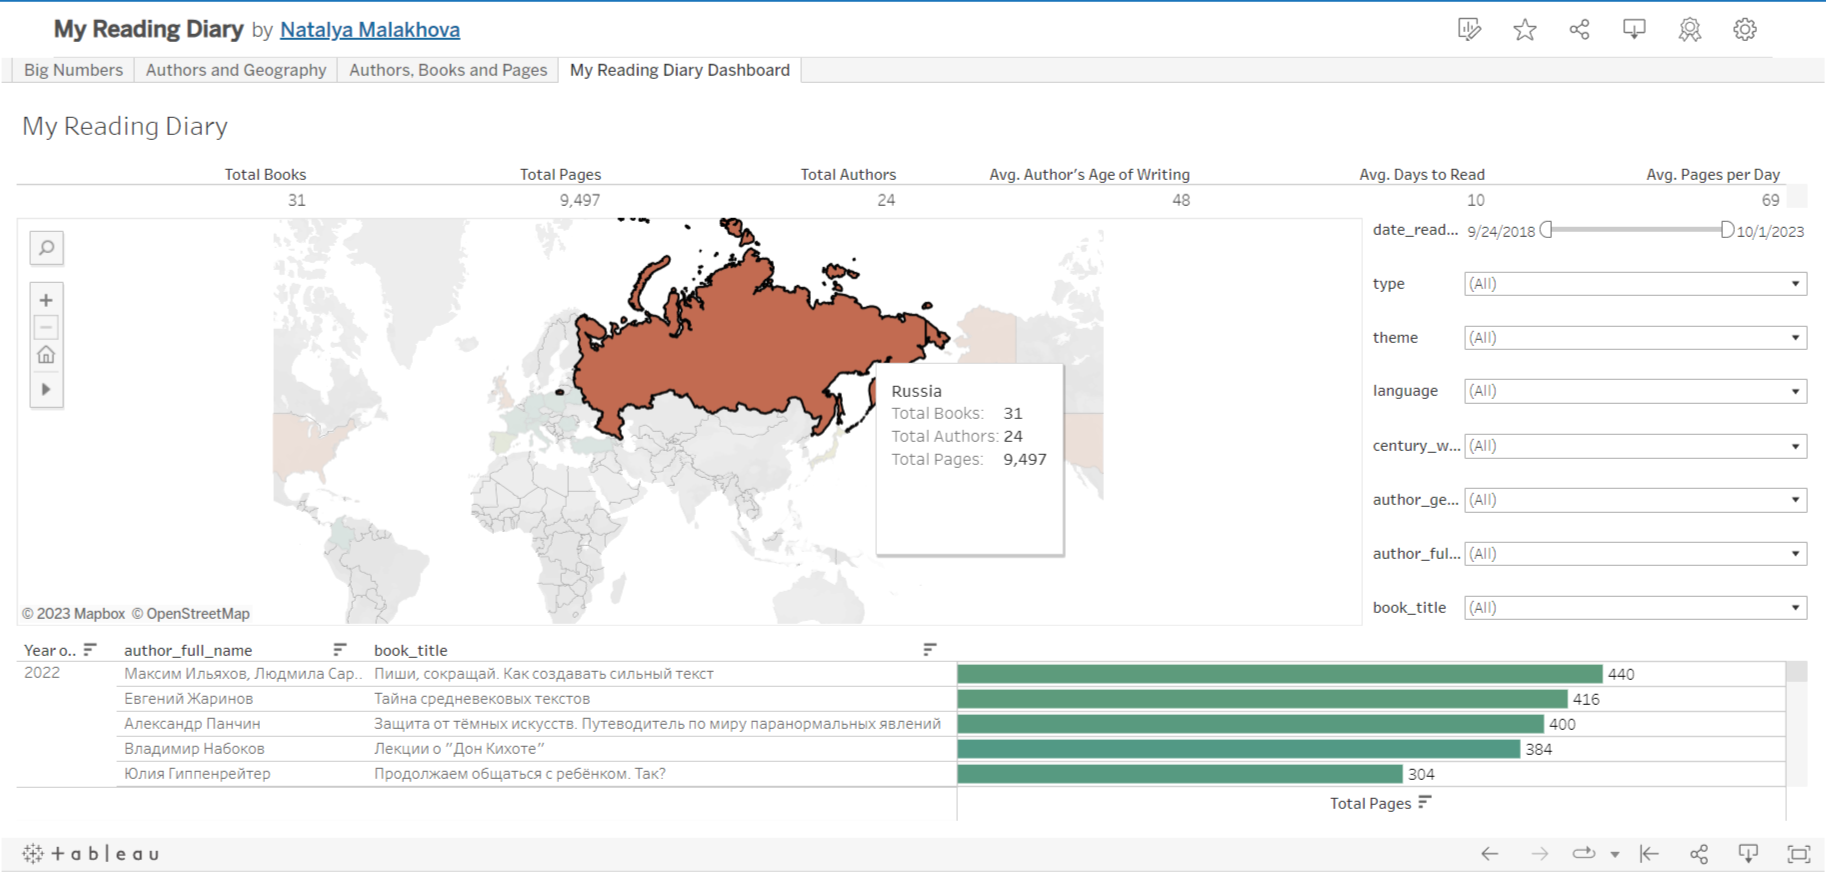 My Reading Diary by Natalya Malakhova
Big Numbers Authors and Geography Authors, Books and Pages My Reading Diary Dashboard
My Reading Diary
Total Books Total Pages Total Authors Avg. Author's Age of Writing Avg. Days to Read Avg. Pages per Day
31 9,497 24 48 10 69
date_read... 9/24/2018 10/1/2023
type (All)
theme (All)
language (All)
century_w... (All)
author_ge... (All)
author_ful... (All)
book_title (All)
Russia
Total Books: 31
Total Authors: 24
Total Pages: 9,497
© 2023 Mapbox © OpenStreetMap
Year o.. author_full_name book_title
2022 Максим Ильяхов, Людмила Сар.. Пиши, сокращай. Как создавать сильный текст 440
Евгений Жаринов Тайна средневековых текстов 416
Александр Панчин Защита от тёмных искусств. Путеводитель по миру паранормальных явлений 400
Владимир Набоков Лекции о "Дон Кихоте" 384
Юлия Гиппенрейтер Продолжаем общаться с ребёнком. Так? 304
Total Pages
+ableau